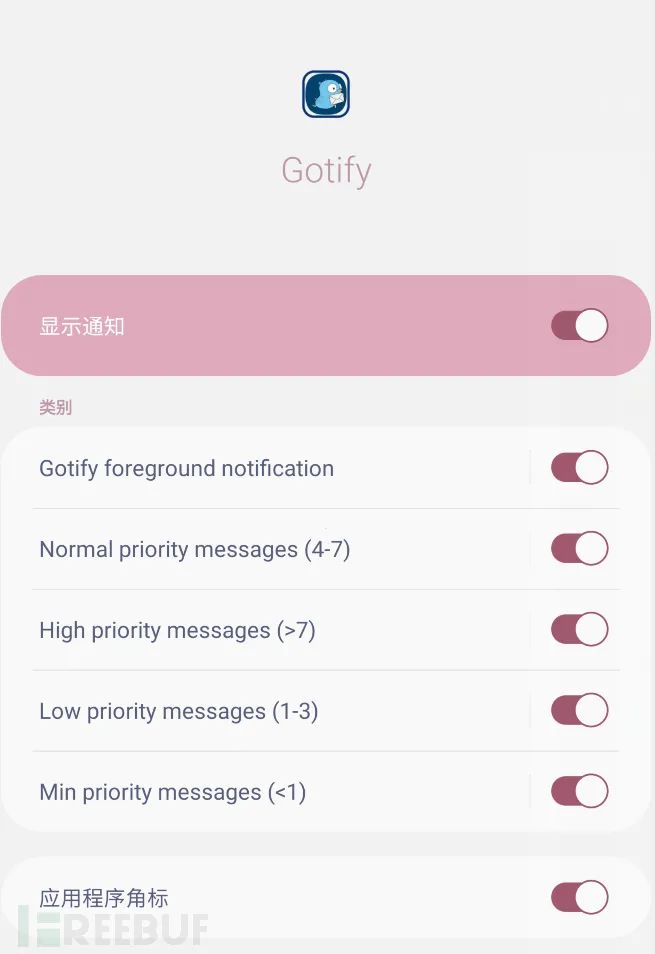 Gotify
显示通知
类别
Gotify foreground notification
Normal priority messages (4-7)
High priority messages (>7)
Low priority messages (1-3)
Min priority messages (<1)
应用程序角标
FREEBUF